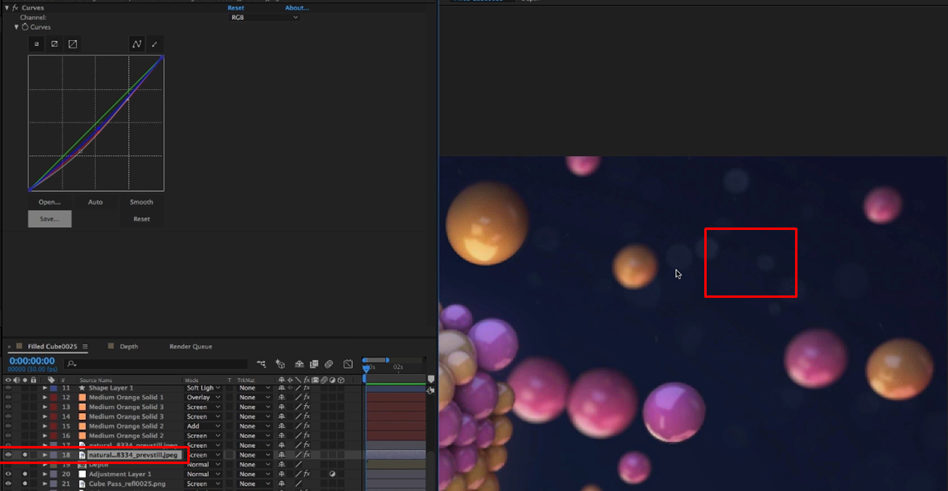 Curves Reset About...
Channel: RGB
Curves
Open... Auto Smooth
Save... Reset
Filled Cube0025 Depth Render Queue
0:00:00:00
00000 (30.00 fps)
02s
# Source Name Mode T TrkMat
11 Shape Layer 1 Soft Ligh None
12 Medium Orange Solid 1 Overlay None
13 Medium Orange Solid 2 Screen None
14 Medium Orange Solid 2 Screen None
15 Medium Orange Solid 2 Add None
16 Medium Orange Solid 2 Screen None
17 natural...8334_prevstill.jpeg Screen None
18 natural...8334_prevstill.jpeg Screen None
19 Depth Normal None
20 Adjustment Layer 1 Normal None
21 Cube Pass_refl0025.png Screen None